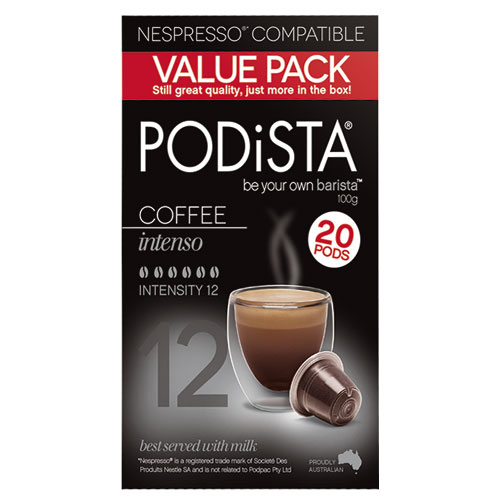 NESPRESSO®* COMPATIBLE
VALUE PACK
Still great quality, just more in the box!
PODiSTA®
be your own barista™
100g
COFFEE
intenso
20
PODS
INTENSITY 12
12
best served with milk
*Nespresso® is a registered trade mark of Societé Des
Produits Nestle SA and is not related to Podpac Pty Ltd
PROUDLY
AUSTRALIAN